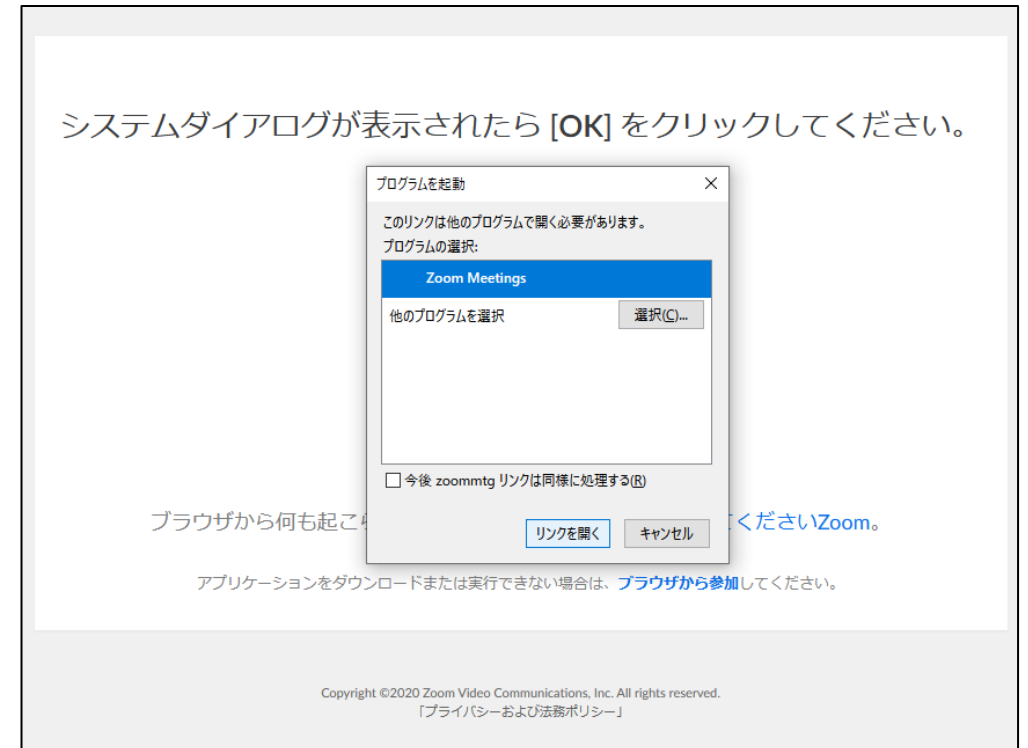 システムダイアログが表示されたら [OK] をクリックしてください。
プログラムを起動
このリンクは他のプログラムで開く必要があります。
プログラムの選択:
Zoom Meetings
他のプログラムを選択 選択(C)...
今後 zoommtg リンクは同様に処理する(R)
リンクを開く キャンセル
ブラウザから何も起こ くださいZoom。
アプリケーションをダウンロードまたは実行できない場合は、ブラウザから参加してください。
Copyright ©2020 Zoom Video Communications, Inc. All rights reserved.
「プライバシーおよび法務ポリシー」